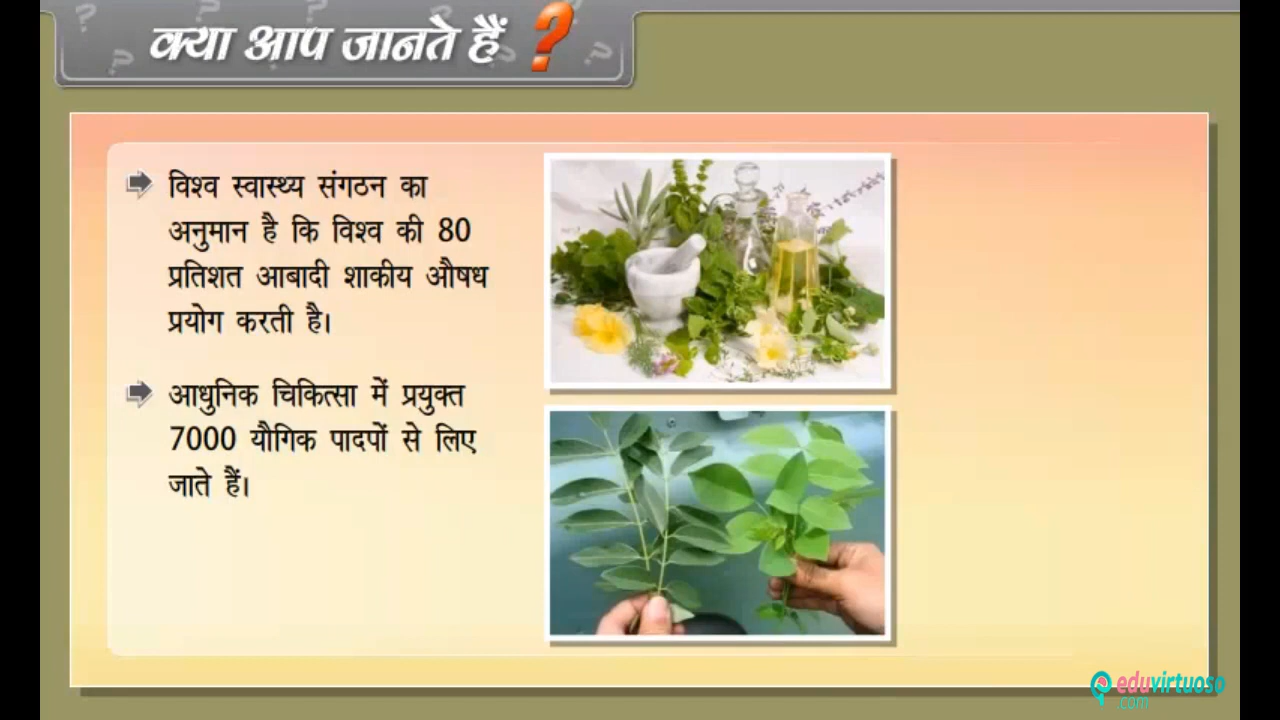 क्या आप जानते हैं ?
विश्व स्वास्थ्य संगठन का
अनुमान है कि विश्व की 80
प्रतिशत आबादी शाकीय औषध
प्रयोग करती है।
आधुनिक चिकित्सा में प्रयुक्त
7000 यौगिक पादपों से लिए
जाते हैं।
eduvirtuoso
.com